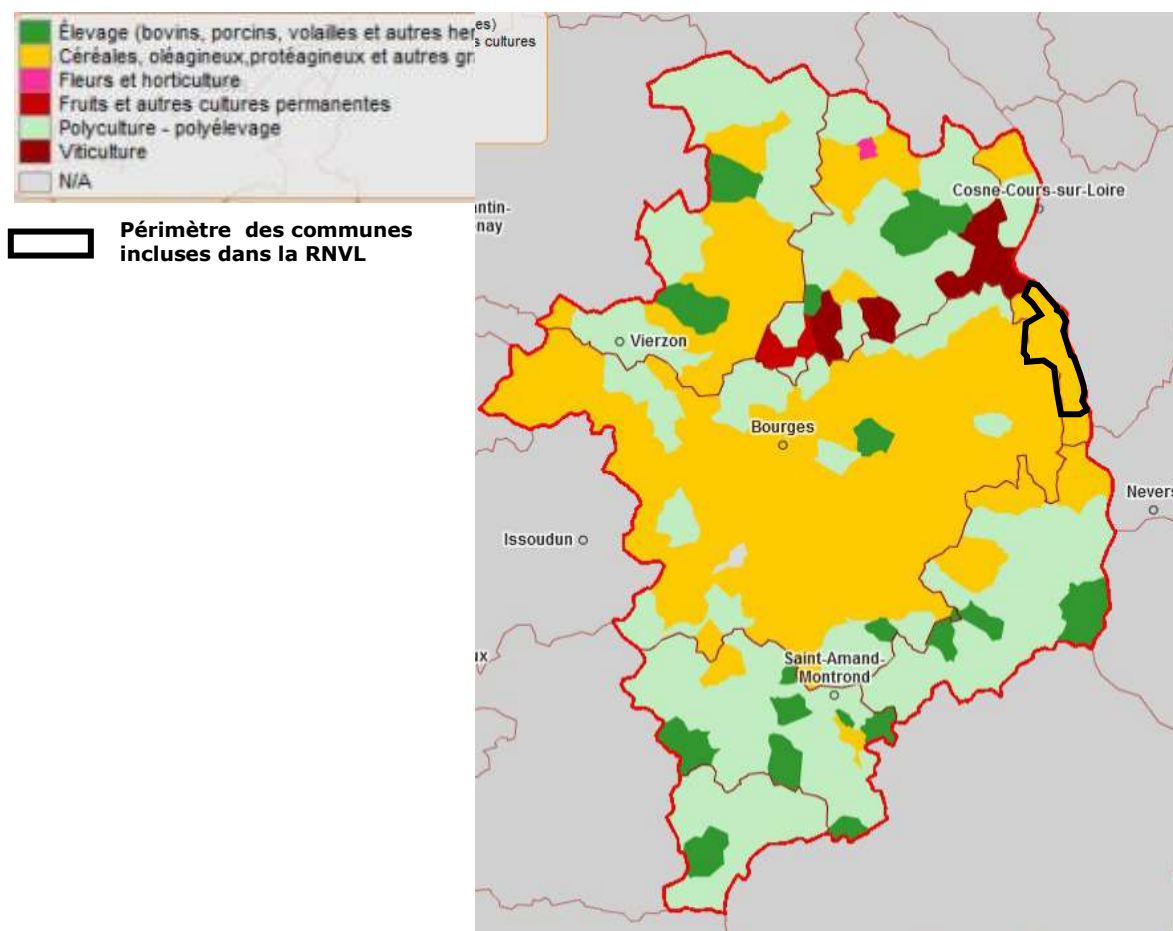 Élevage (bovins, porcins, volailles et autres her
Céréales, oléagineux,protéagineux et autres gr
Fleurs et horticulture
Fruits et autres cultures permanentes
Polyculture - polyélevage
Viticulture
N/A
es)
s cultures
Périmètre des communes
incluses dans la RNVL
antin-
nay
Cosne-Cours-sur-Loire
Vierzon
Bourges
Nevers
Issoudun
ux
Saint-Amand-
Montrond